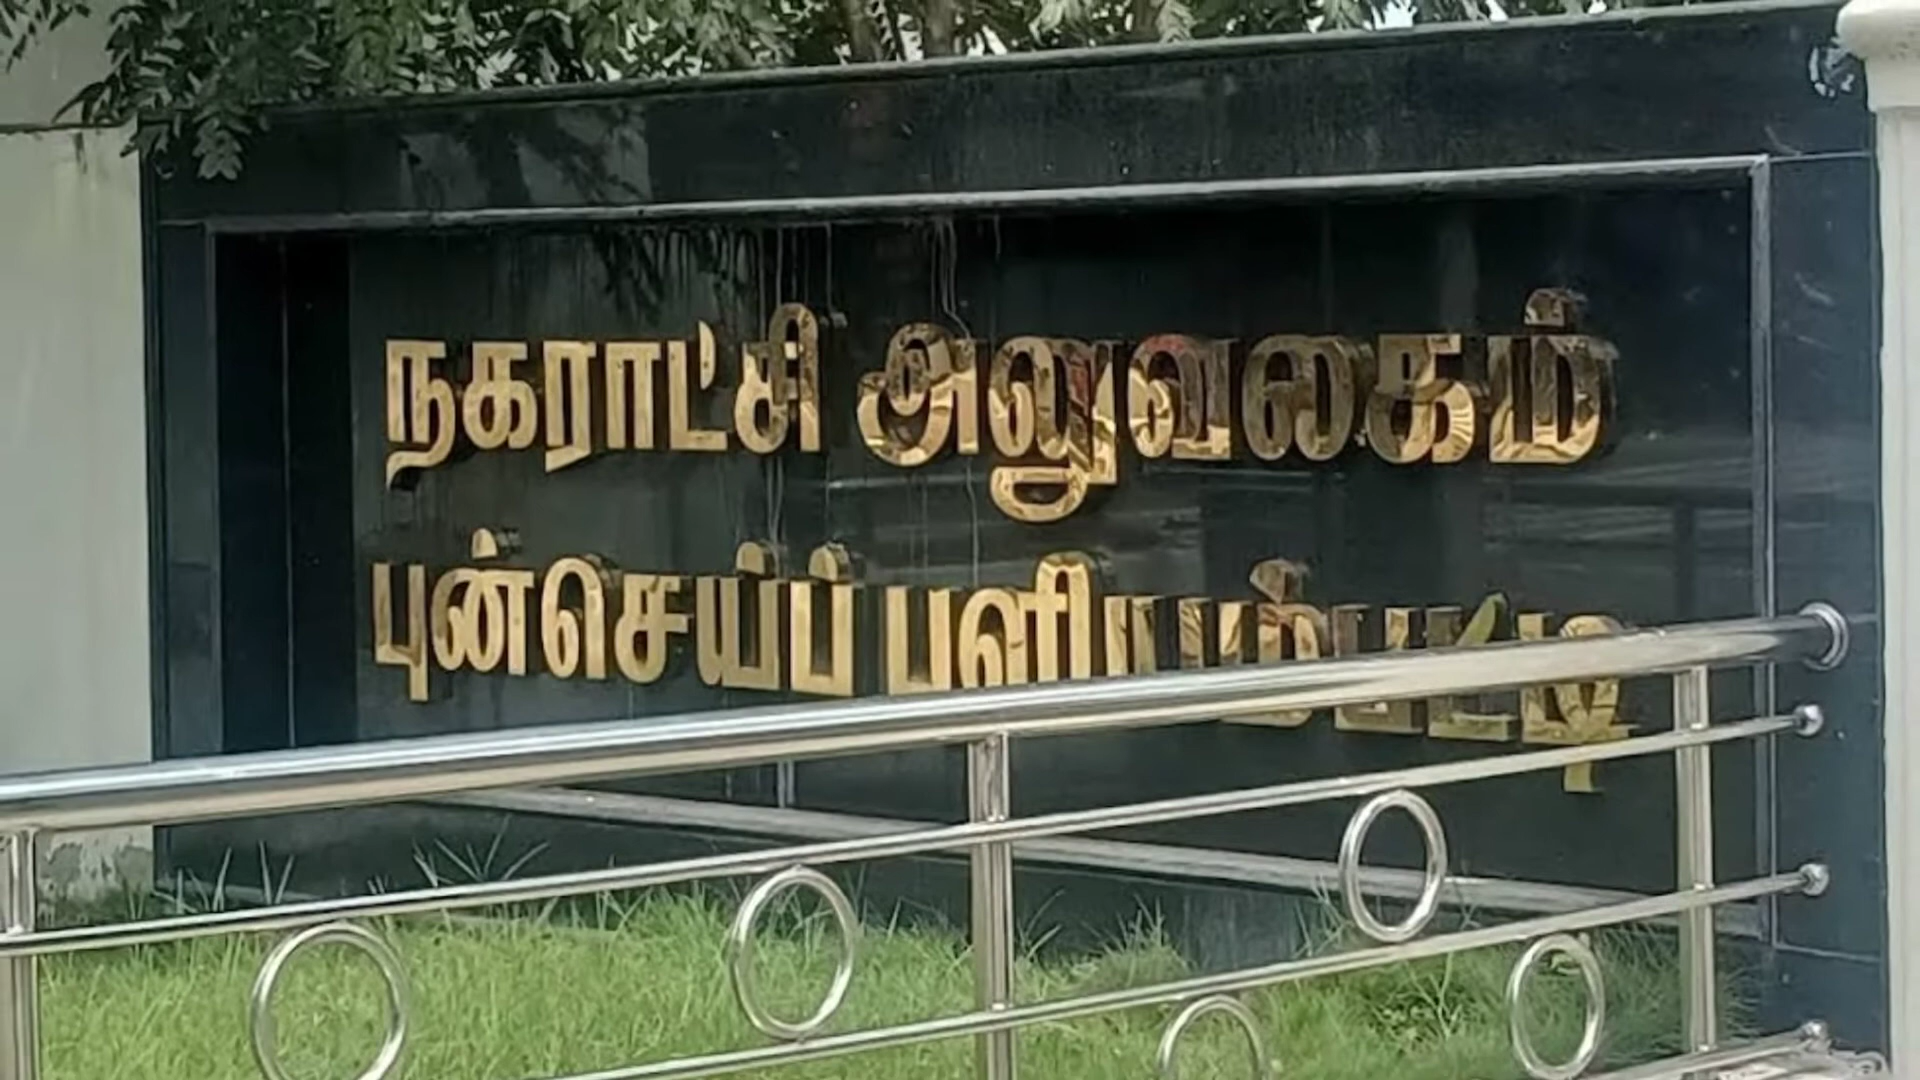 நகராட்சி அலுவலகம்
புன்செய்ப் புளியம்பட்டி